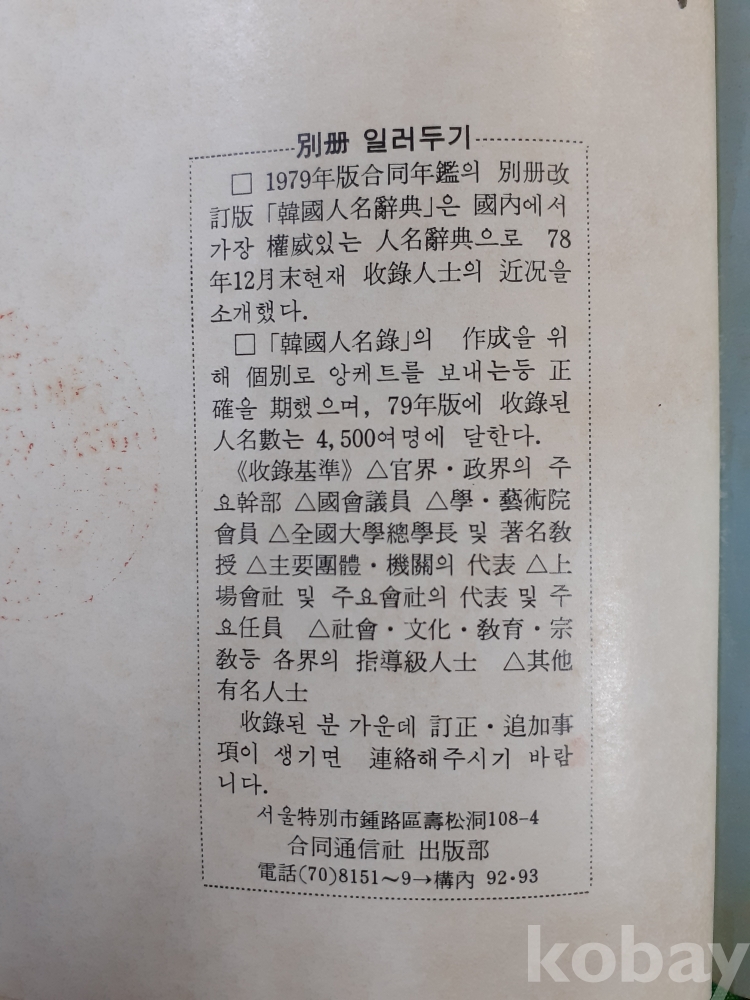 別册 일러두기
□ 1979年版合同年鑑의 別册改
訂版「韓國人名辭典」은 國內에서
가장 權威있는 人名辭典으로 78
年12月末현재 收錄人士의 近況을
소개했다.
□「韓國人名錄」의 作成을 위
해 個別로 앙케트를 보내는등 正
確을 期했으며, 79年版에 收錄된
人名數는 4,500여명에 달한다.
《收錄基準》△官界·政界의 주
요幹部 △國會議員 △學·藝術院
會員 △全國大學總學長 및 著名敎
授 △主要團體·機關의 代表 △上
場會社 및 주요會社의 代表 및 주
요任員 △社會·文化·敎育·宗
敎등 各界의 指導級人士 △其他
有名人士
收錄된 분 가운데 訂正·追加事
項이 생기면 連絡해주시기 바랍
니다.
서울特別市鍾路區壽松洞108-4
合同通信社 出版部
電話(70)8151～9→構內 92·93
kobay